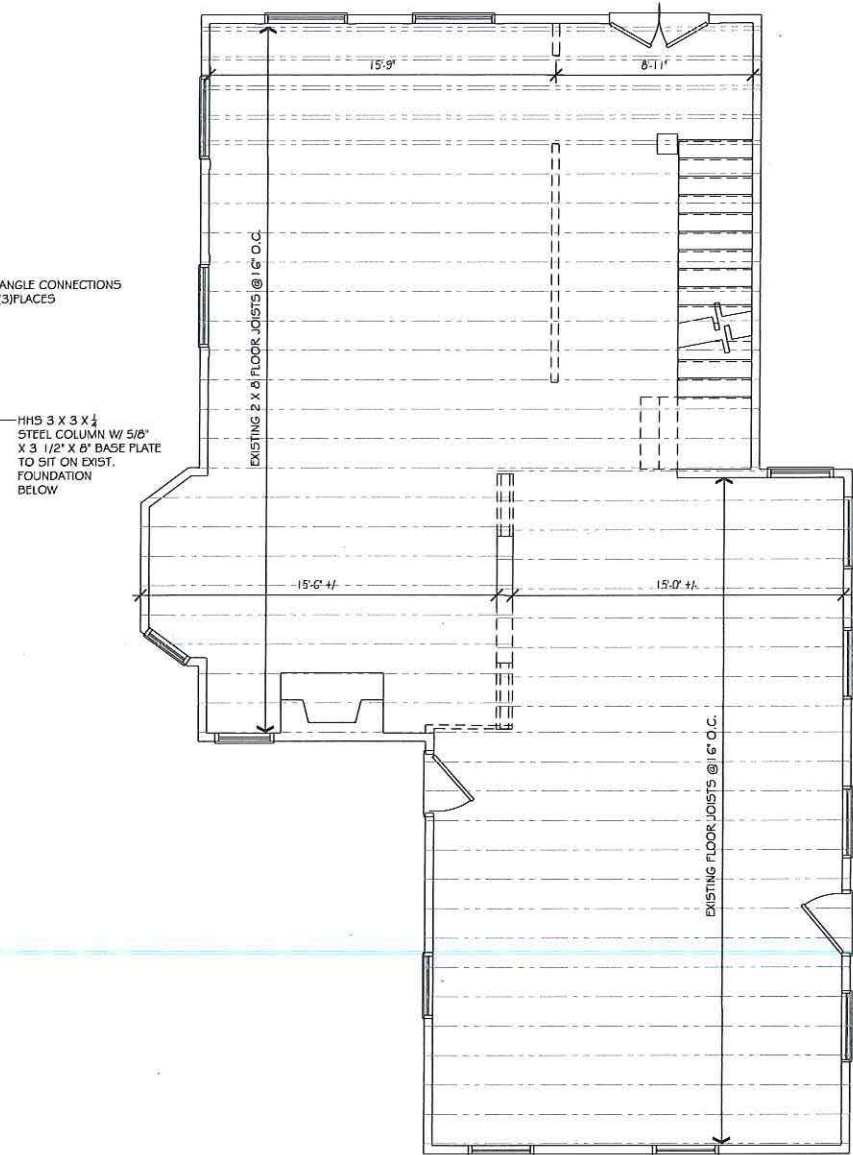 15'-9"
8'-11"
EXISTING 2 X 8 FLOOR JOISTS @ 16" O.C.
ANGLE CONNECTIONS
(3)PLACES
HHS 3 X 3 X 1/4
STEEL COLUMN W/ 5/8"
X 3 1/2" X 8" BASE PLATE
TO SIT ON EXIST.
FOUNDATION
BELOW
15'-6" +/-
15'-0" +/-
EXISTING FLOOR JOISTS @ 16" O.C.